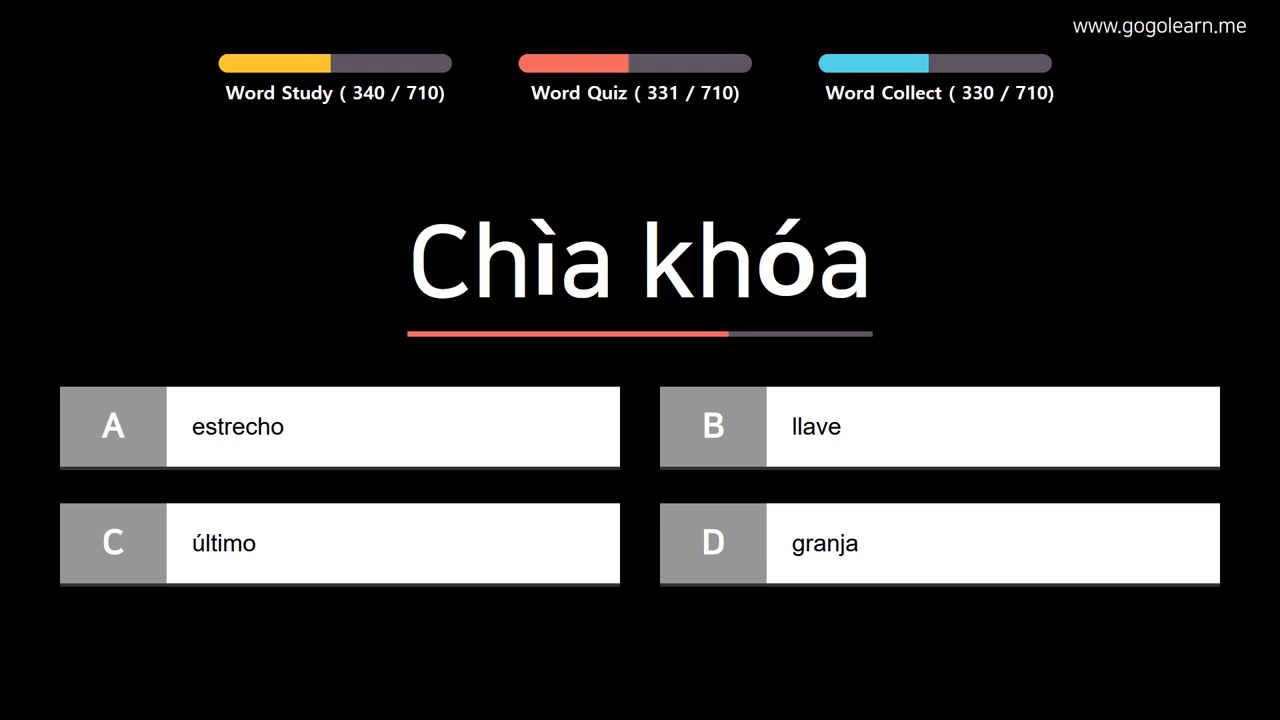 www.gogolearn.me
Word Study ( 340 / 710)
Word Quiz ( 331 / 710)
Word Collect ( 330 / 710)
Chìa khóa
A estrecho
B llave
C último
D granja